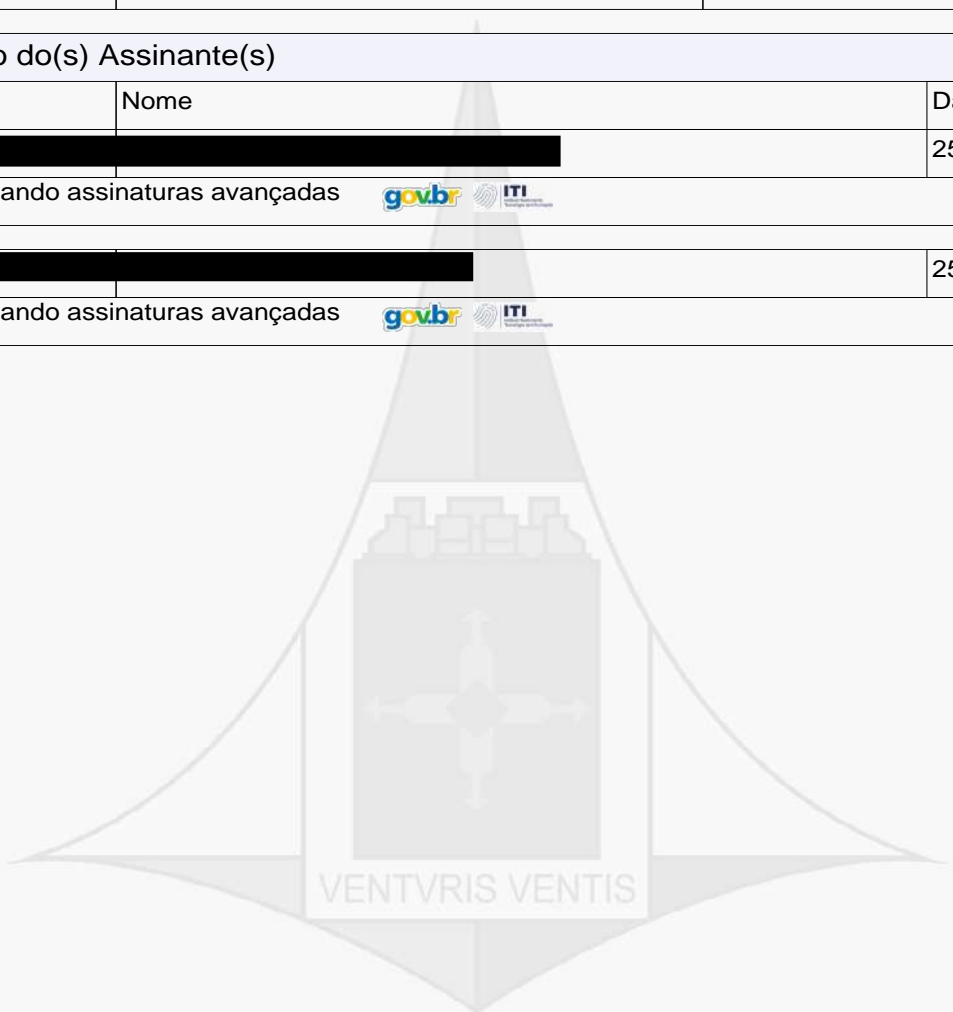 o do(s) Assinante(s)
Nome
25
ando assinaturas avançadas gov.br ITI
25
ando assinaturas avançadas gov.br ITI
VENTVRIS VENTIS